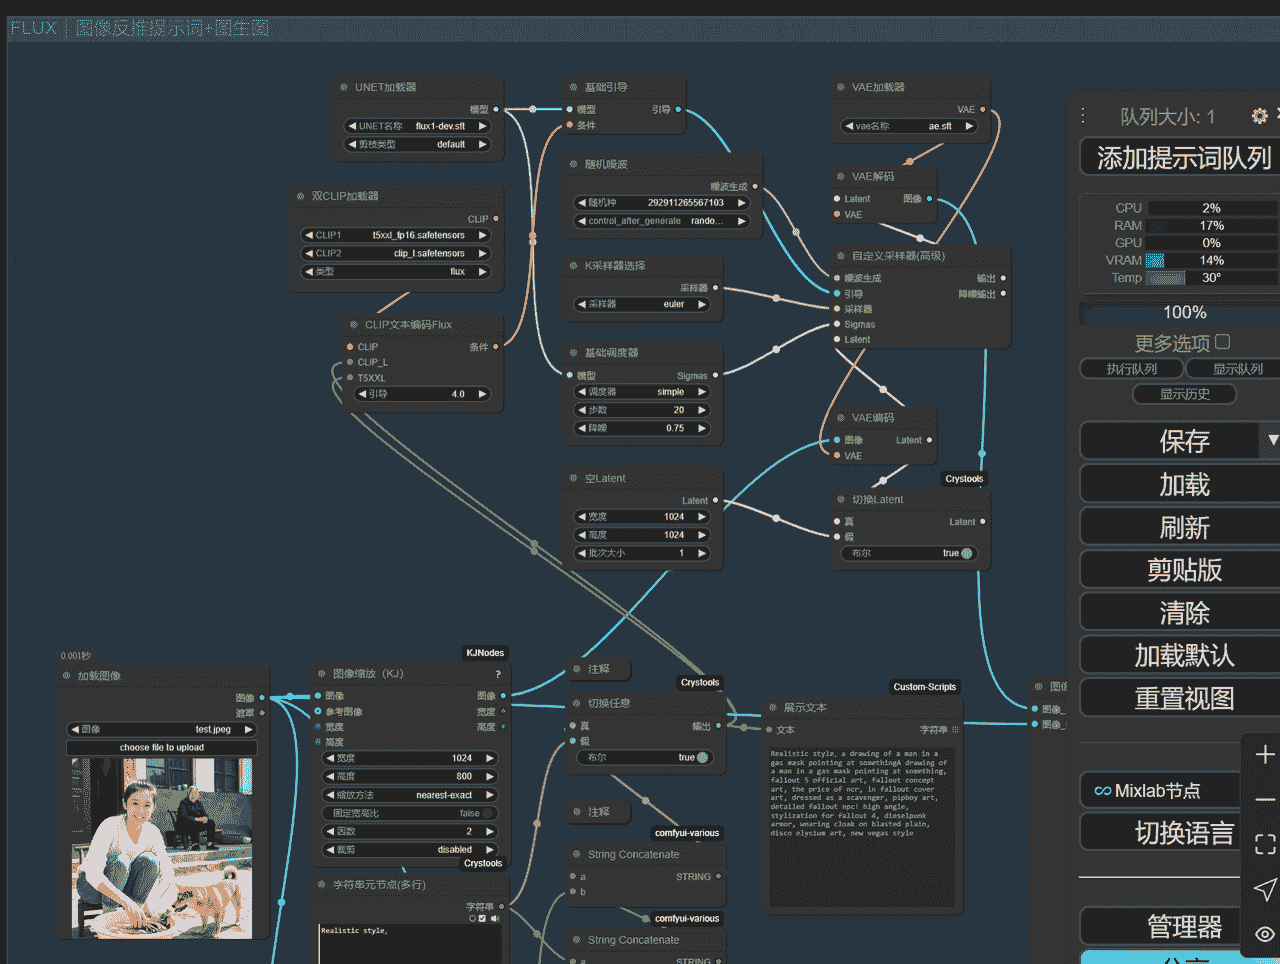 FLUX | 图像反推提示词+图生图
UNET加载器
模型
UNET名称 flux1-dev.sft
剪枝类型 default
基础引导
模型 引导
条件
VAE加载器
VAE
vae名称 ae.sft
双CLIP加载器
CLIP
CLIP1 t5xxl_fp16.safetensors
CLIP2 clip_l.safetensors
类型 flux
随机噪波
噪波生成
随机种 292911265567103
control_after_generate rando...
VAE解码
Latent 图像
VAE
K采样器选择
采样器
采样器 euler
自定义采样器(高级)
噪波生成 输出
引导 降噪输出
采样器
Sigmas
Latent
CLIP文本编码Flux
CLIP 条件
CLIP_L
T5XXL
引导 4.0
基础调度器
模型 Sigmas
调度器 simple
步数 20
降噪 0.75
VAE编码
图像 Latent
VAE
空Latent
Latent
宽度 1024
高度 1024
批次大小 1
Crystools
切换Latent
真 Latent
假
布尔 true
0.001秒
加载图像
图像
遮罩
图像 test.jpeg
choose file to upload
KJNodes
图像缩放（KJ） ?
图像 图像
参考图像 宽度
宽度 高度
高度
宽度 1024
高度 800
缩放方法 nearest-exact
固定宽高比 false
因数 2
裁剪 disabled
Crystools
字符串元节点(多行)
字符串
Realistic style,
注释
Crystools
切换任意
真 输出
假
布尔 true
注释
comfyui-various
String Concatenate
a STRING
b
comfyui-various
String Concatenate
a STRING
Custom-Scripts
展示文本
文本 字符串
Realistic style, a drawing of a man in a
gas mask pointing at somethingA drawing of
a man in a gas mask pointing at something,
fallout 5 official art, fallout concept
art, the price of ncr, in fallout cover
art, dressed as a scavenger, pipboy art,
detailed fallout npc! high angle,
stylization for fallout 4, dieselpunk
armor, wearing cloak on blasted plain,
disco elysium art, new vegas style
图像
图像_
图像_
队列大小: 1
添加提示词队列
CPU 2%
RAM 17%
GPU 0%
VRAM 14%
Temp 30°
100%
更多选项
执行队列 显示队列
显示历史
保存
加载
刷新
剪贴版
清除
加载默认
重置视图
Mixlab节点
切换语言
管理器